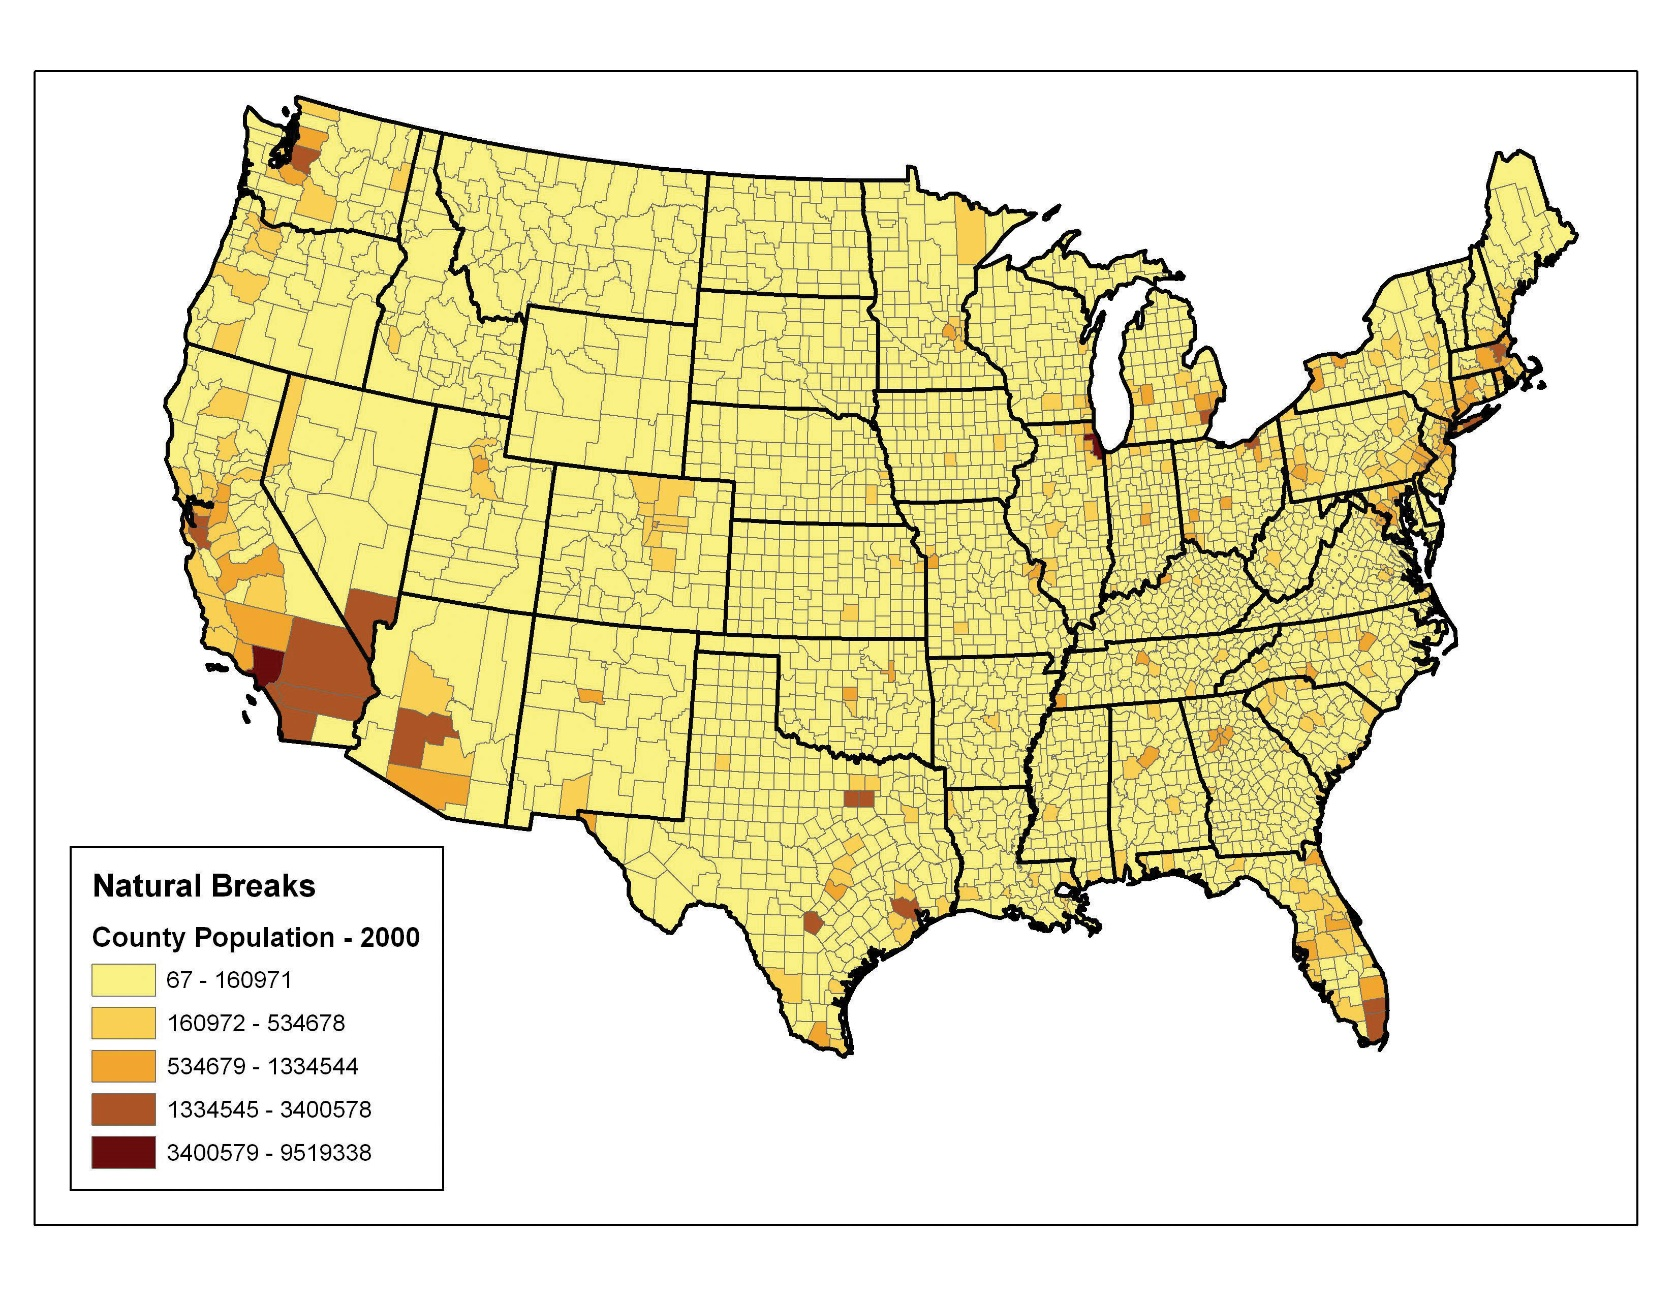 Natural Breaks
County Population - 2000
67 - 160971
160972 - 534678
534679 - 1334544
1334545 - 3400578
3400579 - 9519338